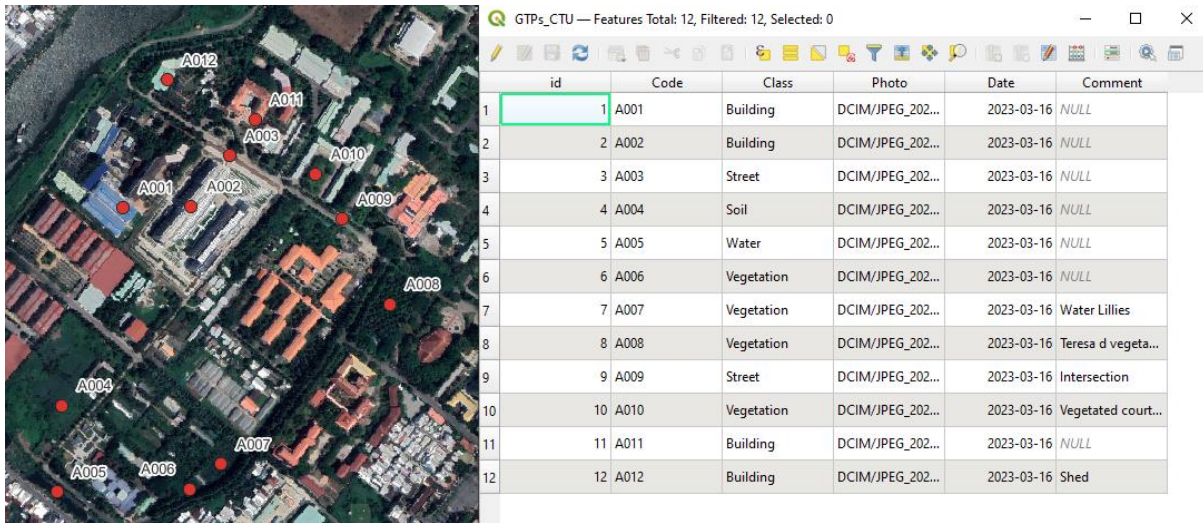 A012
A011
A003
A010
A001
A002
A009
A008
A004
A007
A005
A006
GTPs_CTU — Features Total: 12, Filtered: 12, Selected: 0
id Code Class Photo Date Comment
1 1 A001 Building DCIM/JPEG_202... 2023-03-16 NULL
2 2 A002 Building DCIM/JPEG_202... 2023-03-16 NULL
3 3 A003 Street DCIM/JPEG_202... 2023-03-16 NULL
4 4 A004 Soil DCIM/JPEG_202... 2023-03-16 NULL
5 5 A005 Water DCIM/JPEG_202... 2023-03-16 NULL
6 6 A006 Vegetation DCIM/JPEG_202... 2023-03-16 NULL
7 7 A007 Vegetation DCIM/JPEG_202... 2023-03-16 Water Lillies
8 8 A008 Vegetation DCIM/JPEG_202... 2023-03-16 Teresa d vegeta...
9 9 A009 Street DCIM/JPEG_202... 2023-03-16 Intersection
10 10 A010 Vegetation DCIM/JPEG_202... 2023-03-16 Vegetated court...
11 11 A011 Building DCIM/JPEG_202... 2023-03-16 NULL
12 12 A012 Building DCIM/JPEG_202... 2023-03-16 Shed